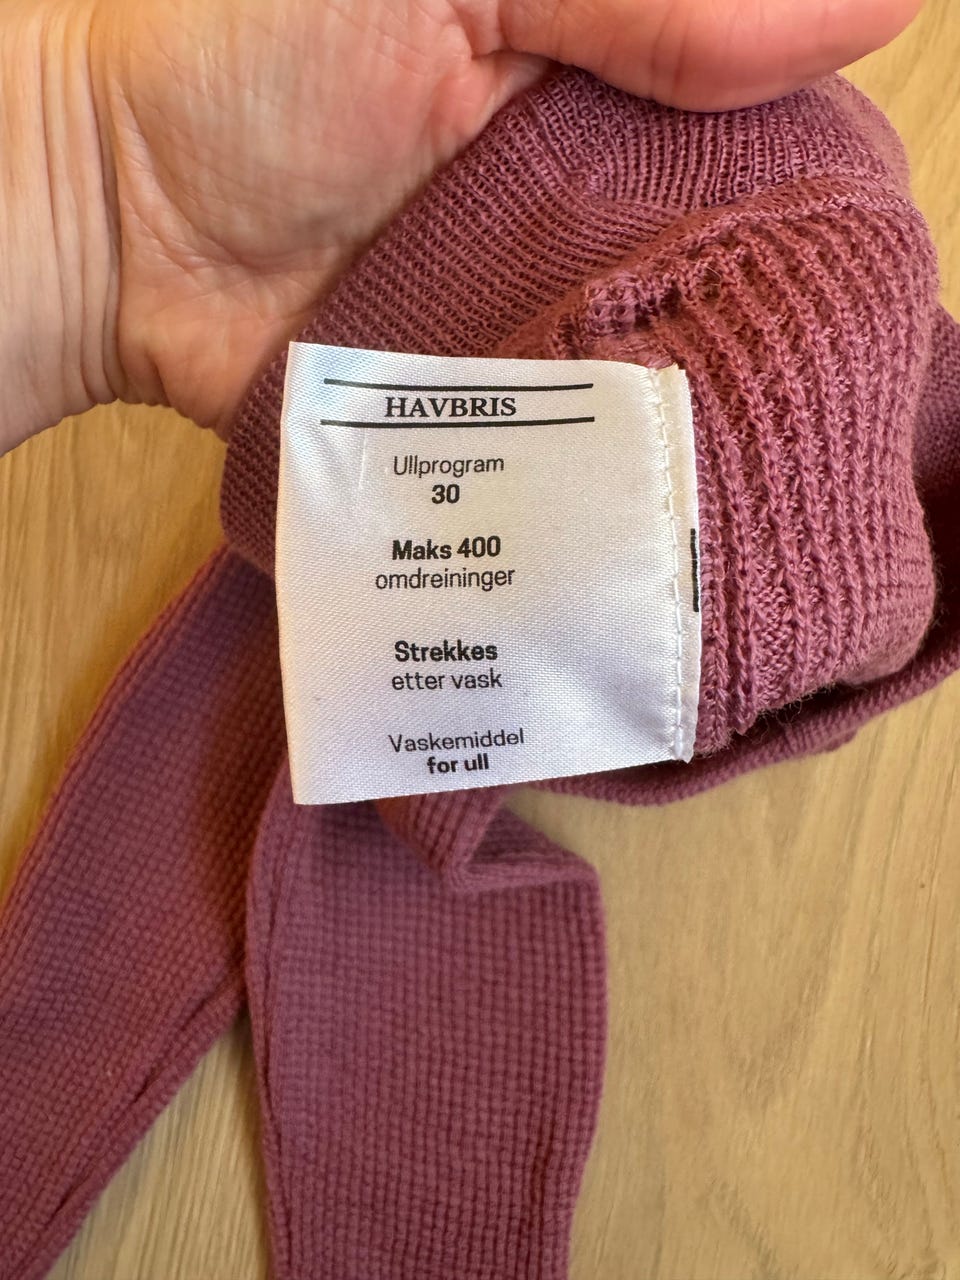 HAVBRIS
Ullprogram
30
Maks 400
omdreininger
Strekkes
etter vask
Vaskemiddel
for ull